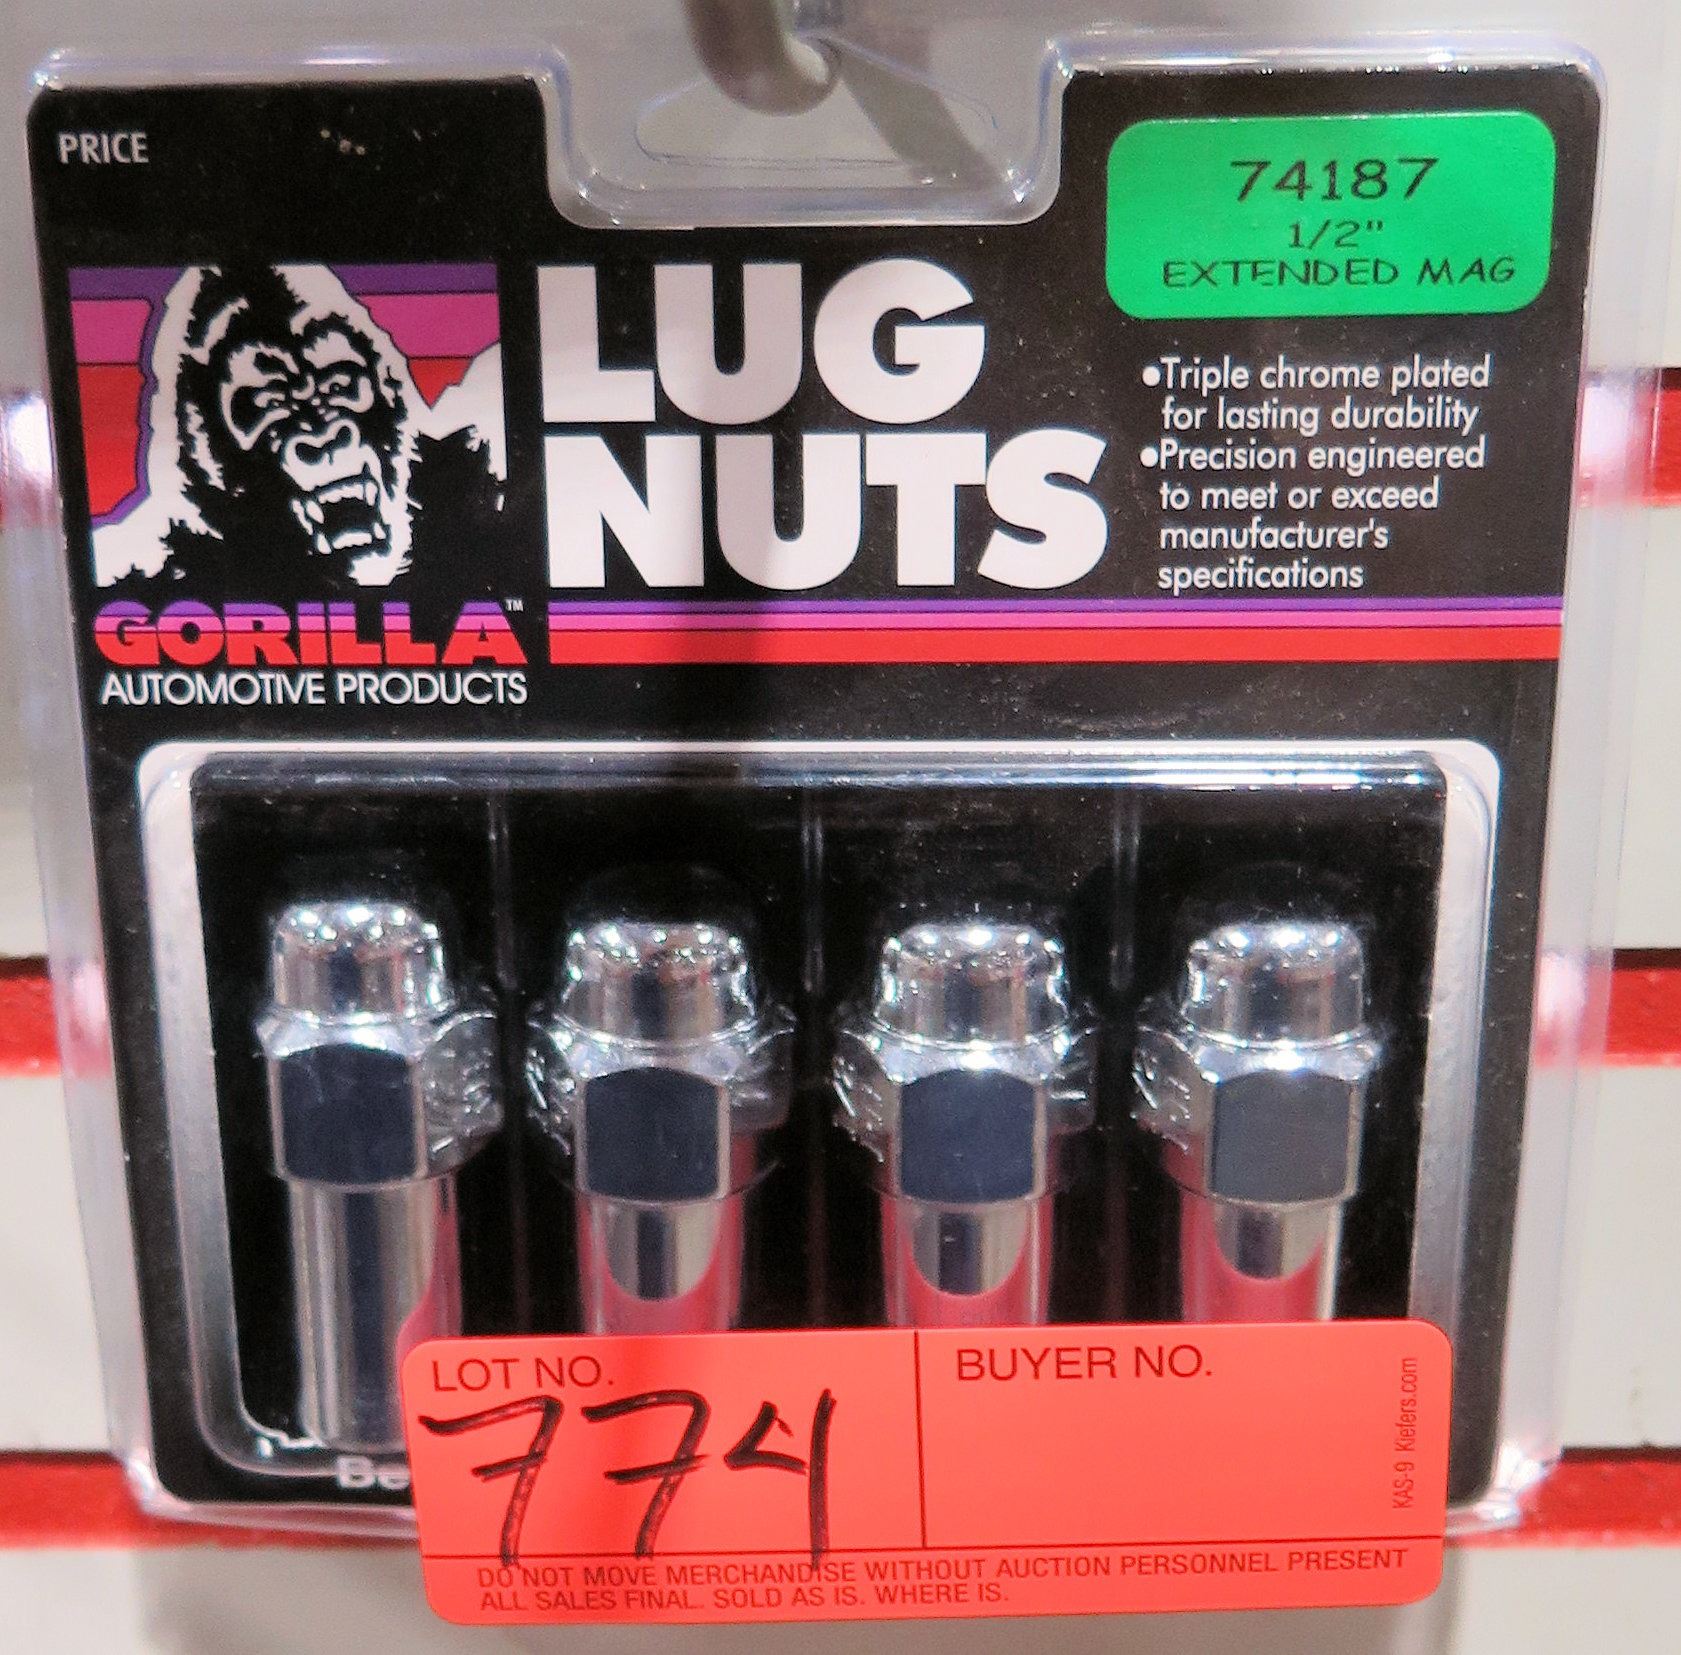 PRICE
74187
1/2"
EXTENDED MAG
LUG
NUTS
•Triple chrome plated
for lasting durability
•Precision engineered
to meet or exceed
manufacturer's
specifications
GORILLA™
AUTOMOTIVE PRODUCTS
LOT NO.
774
BUYER NO.
KAS-9 Kiefers.com
DO NOT MOVE MERCHANDISE WITHOUT AUCTION PERSONNEL PRESENT
ALL SALES FINAL. SOLD AS IS. WHERE IS.